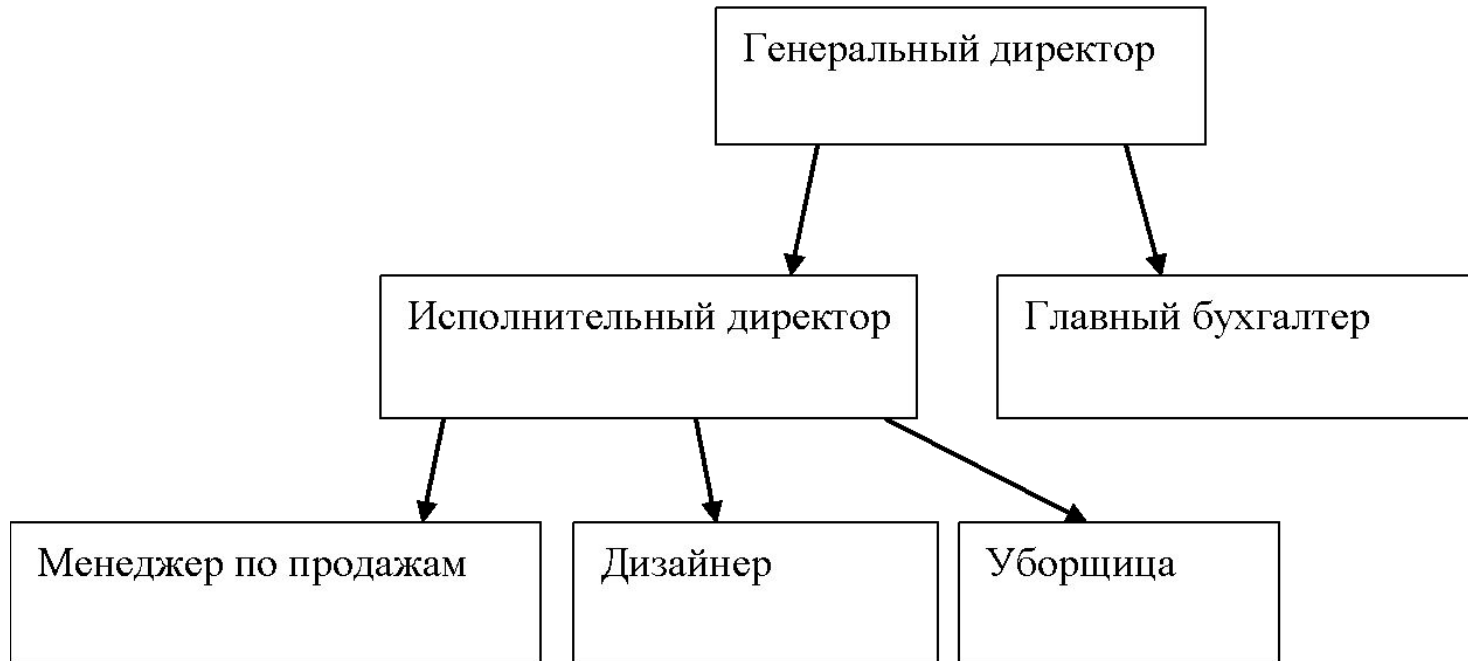 Генеральный директор
Исполнительный директор
Главный бухгалтер
Менеджер по продажам
Дизайнер
Уборщица